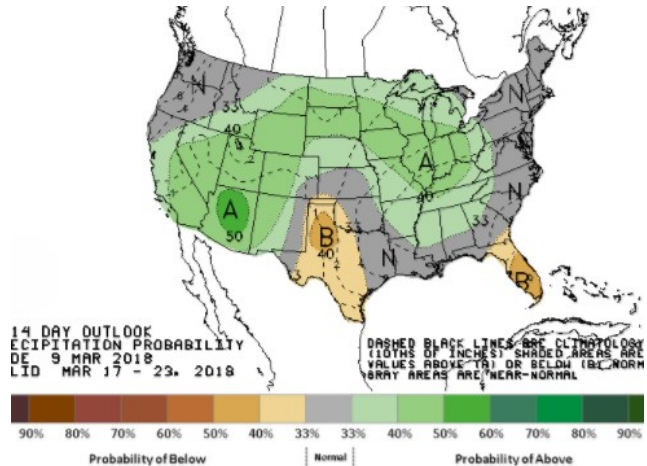 N
N
33
40
2
A
A
40
50
N
33
33
B
40
N
B
14 DAY OUTLOOK
ECIPITATION PROBABILITY
DE 9 MAR 2018
LID MAR 17 - 23, 2018
DASHED BLACK LINES ARE CLIMATOLOGY
(10THS OF INCHES) SHADED AREAS ARE
VALUES ABOVE (A) OR BELOW (B) NORM
GRAY AREAS ARE NEAR-NORMAL
90% 80% 70% 60% 50% 40% 33% 33% 40% 50% 60% 70% 80% 90%
Probability of Below Normal Probability of Above